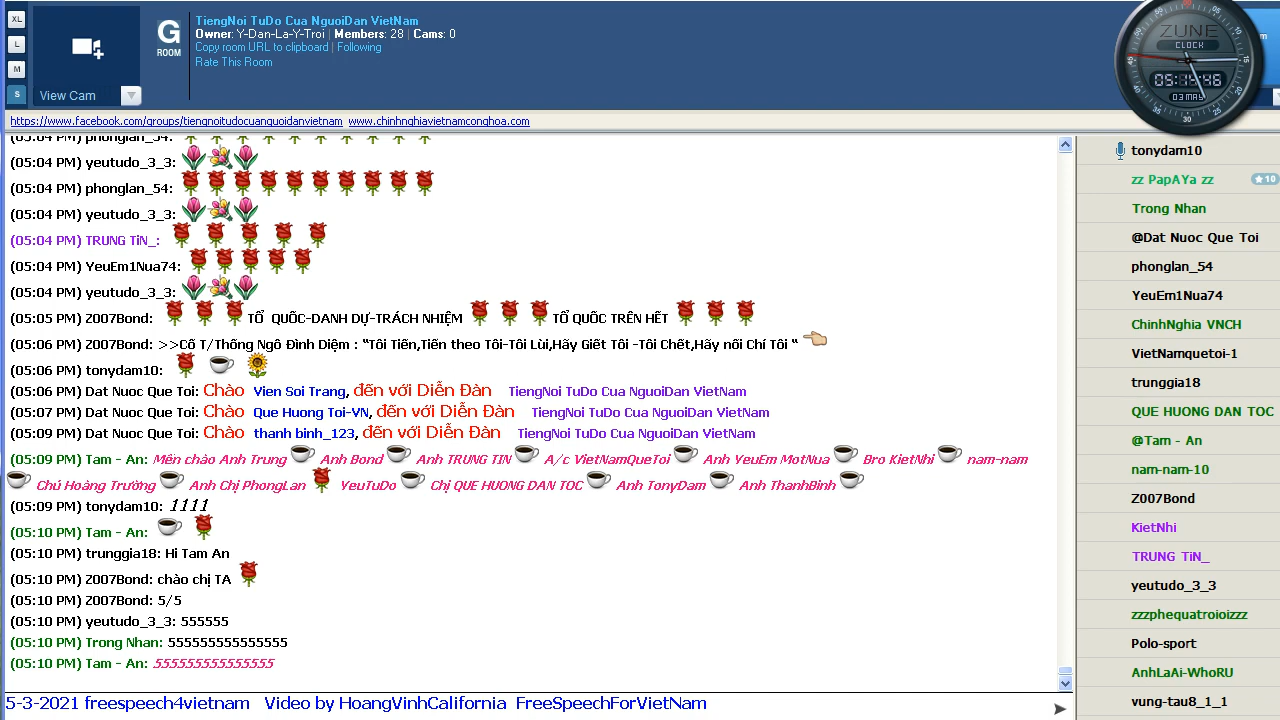 XL
L
M
S
View Cam
G
ROOM
TiengNoi TuDo Cua NguoiDan VietNam
Owner: Y-Dan-La-Y-Troi | Members: 28 | Cams: 0
Copy room URL to clipboard | Following
Rate This Room
ZUNE
CLOCK
05:15:46
03 MAY
https://www.facebook.com/groups/tiengnoitudocuanguoidanvietnam www.chinhnghiavietnamconghoa.com
(05:04 PM) phonglan_54:
(05:04 PM) yeutudo_3_3:
(05:04 PM) phonglan_54:
(05:04 PM) yeutudo_3_3:
(05:04 PM) TRUNG TiN_:
(05:04 PM) YeuEm1Nua74:
(05:04 PM) yeutudo_3_3:
(05:05 PM) Z007Bond: TỔ QUỐC-DANH DỰ-TRÁCH NHIỆM TỔ QUỐC TRÊN HẾT
(05:06 PM) Z007Bond: >>Cố T/Thống Ngô Đình Diệm : “Tôi Tiến,Tiến theo Tôi-Tôi Lùi,Hãy Giết Tôi -Tôi Chết,Hãy nối Chí Tôi “
(05:06 PM) tonydam10:
(05:06 PM) Dat Nuoc Que Toi: Chào Vien Soi Trang, đến với Diễn Đàn TiengNoi TuDo Cua NguoiDan VietNam
(05:07 PM) Dat Nuoc Que Toi: Chào Que Huong Toi-VN, đến với Diễn Đàn TiengNoi TuDo Cua NguoiDan VietNam
(05:09 PM) Dat Nuoc Que Toi: Chào thanh binh_123, đến với Diễn Đàn TiengNoi TuDo Cua NguoiDan VietNam
(05:09 PM) Tam - An: Mến chào Anh Trung Anh Bond Anh TRUNG TIN A/c VietNamQueToi Anh YeuEm MotNua Bro KietNhi nam-nam
Chú Hoàng Trường Anh Chị PhongLan YeuTuDo Chị QUE HUONG DAN TOC Anh TonyDam Anh ThanhBinh
(05:09 PM) tonydam10: 1111
(05:10 PM) Tam - An:
(05:10 PM) trunggia18: Hi Tam An
(05:10 PM) Z007Bond: chào chị TA
(05:10 PM) Z007Bond: 5/5
(05:10 PM) yeutudo_3_3: 555555
(05:10 PM) Trong Nhan: 555555555555555
(05:10 PM) Tam - An: 555555555555555
5-3-2021 freespeech4vietnam Video by HoangVinhCalifornia FreeSpeechForVietNam
tonydam10
zz PapAYa zz
10
Trong Nhan
@Dat Nuoc Que Toi
phonglan_54
YeuEm1Nua74
ChinhNghia VNCH
VietNamquetoi-1
trunggia18
QUE HUONG DAN TOC
@Tam - An
nam-nam-10
Z007Bond
KietNhi
TRUNG TiN_
yeutudo_3_3
zzzphequatroioizzz
Polo-sport
AnhLaAi-WhoRU
vung-tau8_1_1